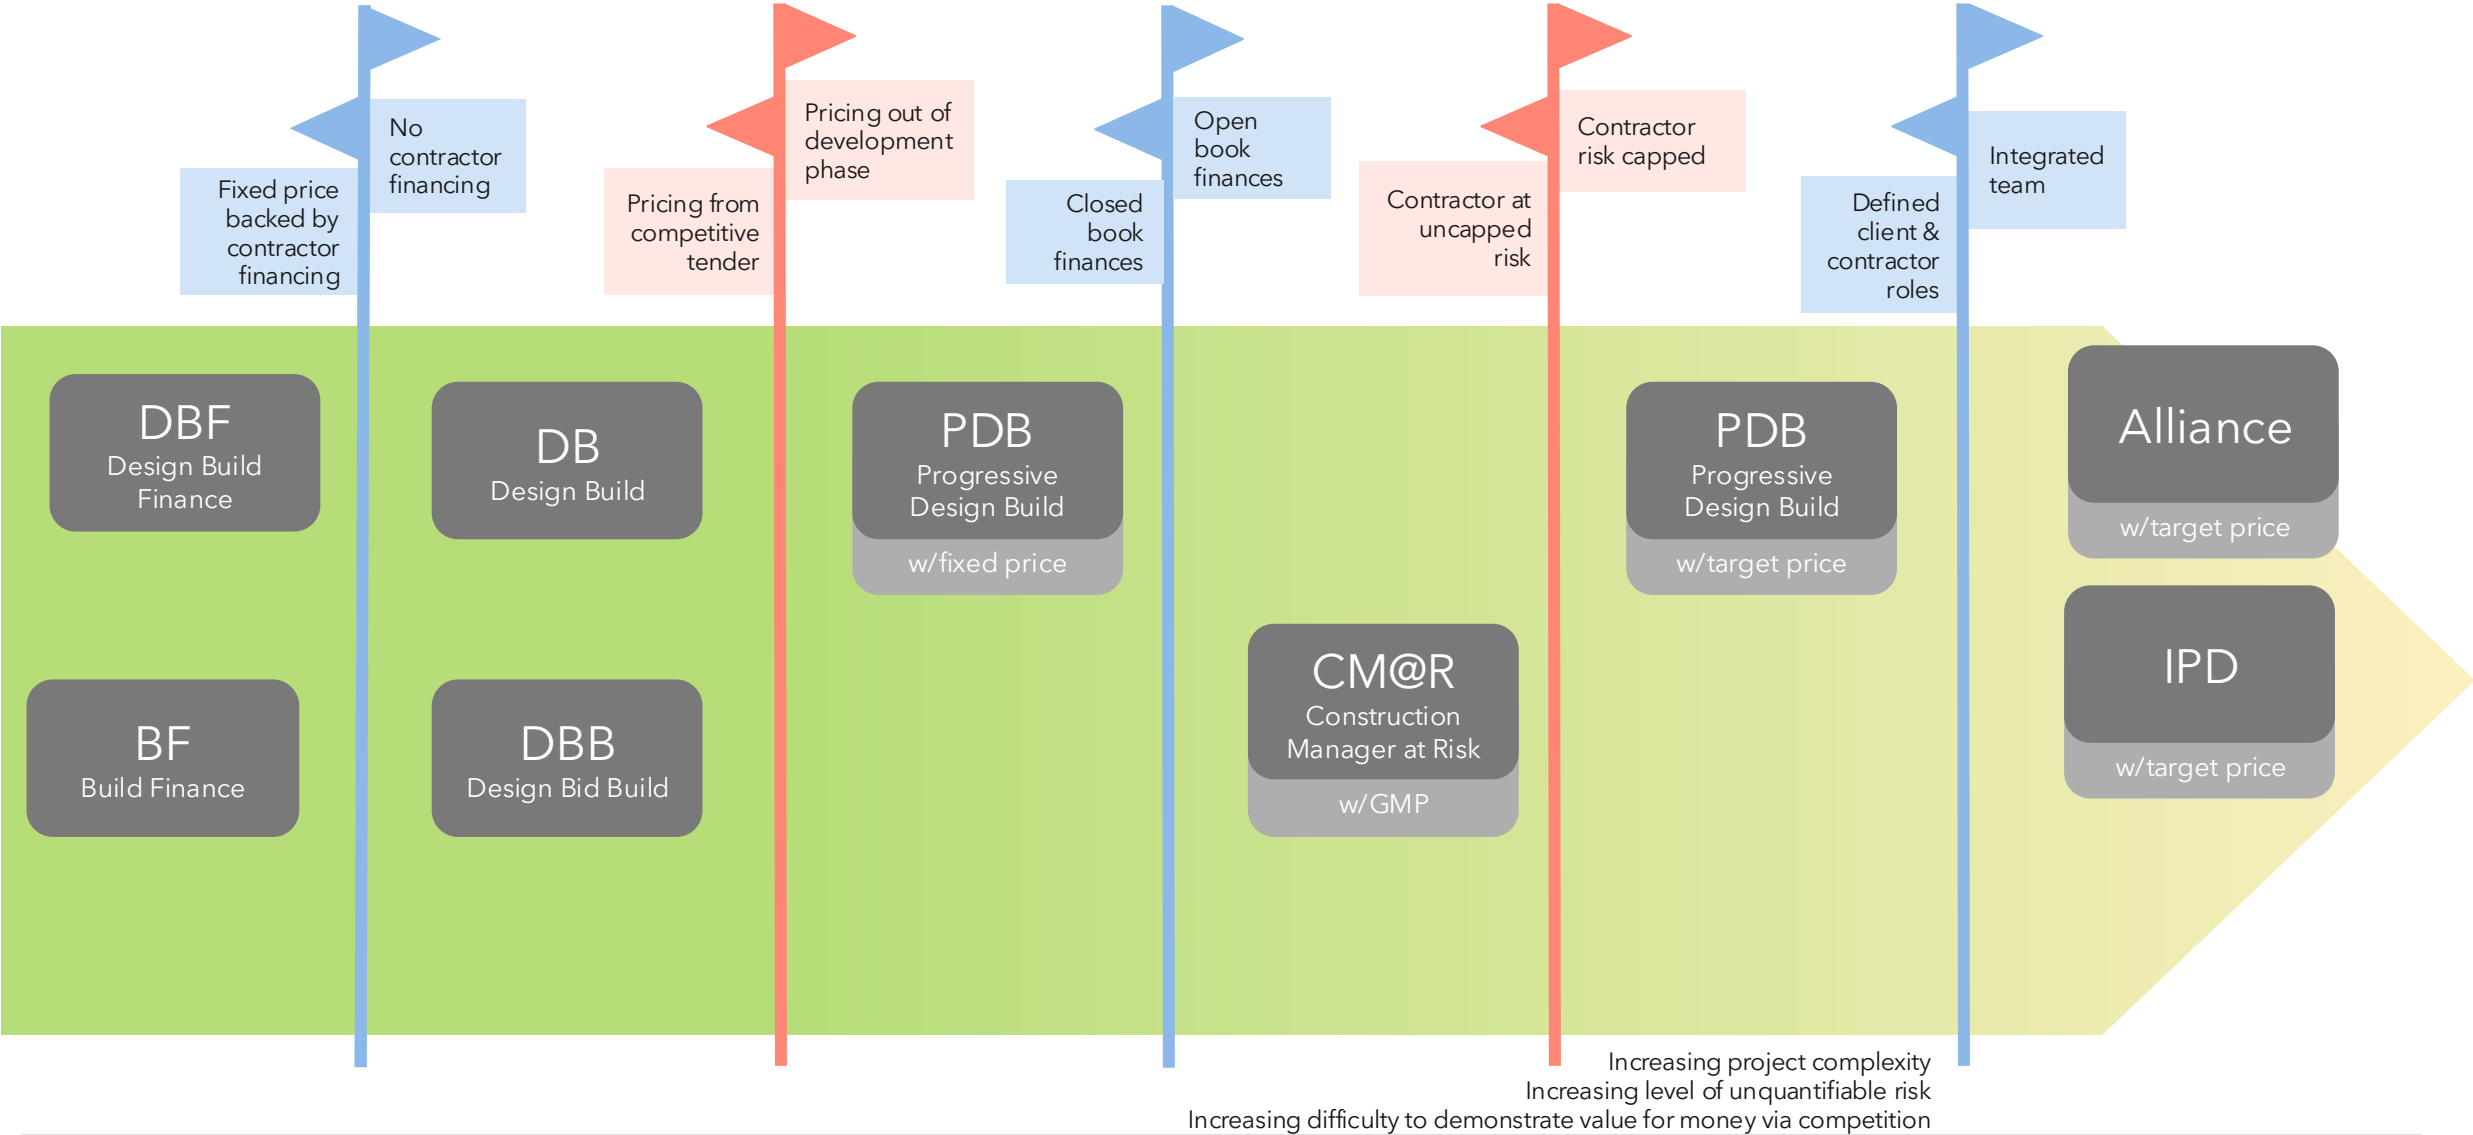 No
contractor
financing
Fixed price
backed by
contractor
financing
Pricing out of
development
phase
Pricing from
competitive
tender
Open
book
finances
Closed
book
finances
Contractor
risk capped
Contractor at
uncapped
risk
Integrated
team
Defined
client &
contractor
roles
DBF
Design Build
Finance
DB
Design Build
PDB
Progressive
Design Build
w/fixed price
PDB
Progressive
Design Build
w/target price
Alliance
w/target price
BF
Build Finance
DBB
Design Bid Build
CM@R
Construction
Manager at Risk
w/GMP
IPD
w/target price
Increasing project complexity
Increasing level of unquantifiable risk
Increasing difficulty to demonstrate value for money via competition